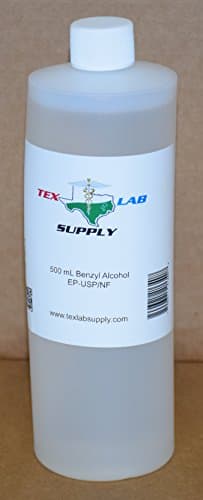 TEX LAB
SUPPLY
500 mL Benzyl Alcohol
EP-USP/NF
www.texlabsupply.com